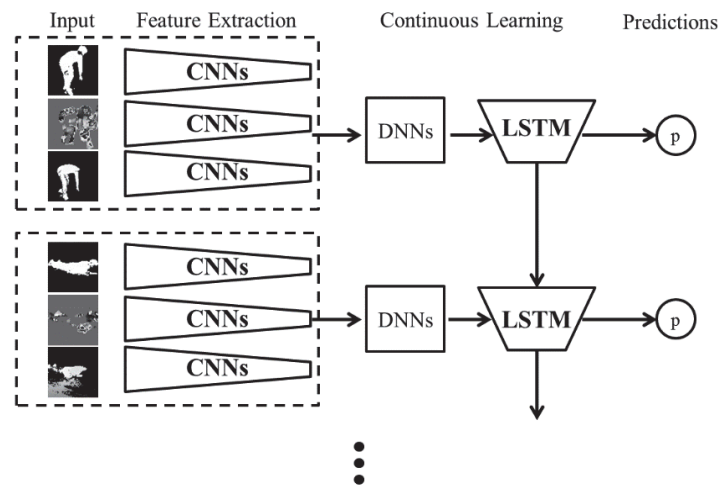 Input Feature Extraction Continuous Learning Predictions
CNNs
CNNs
CNNs
DNNs
LSTM
p
CNNs
CNNs
CNNs
DNNs
LSTM
p